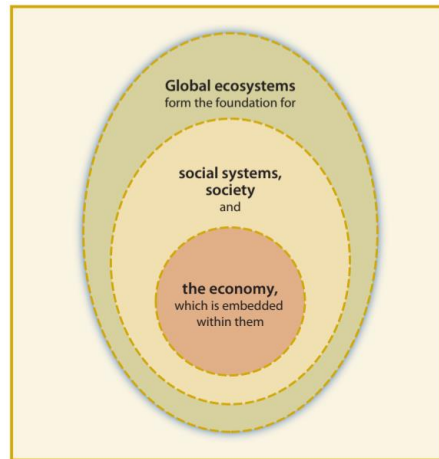 Global ecosystems
form the foundation for
social systems,
society
and
the economy,
which is embedded
within them